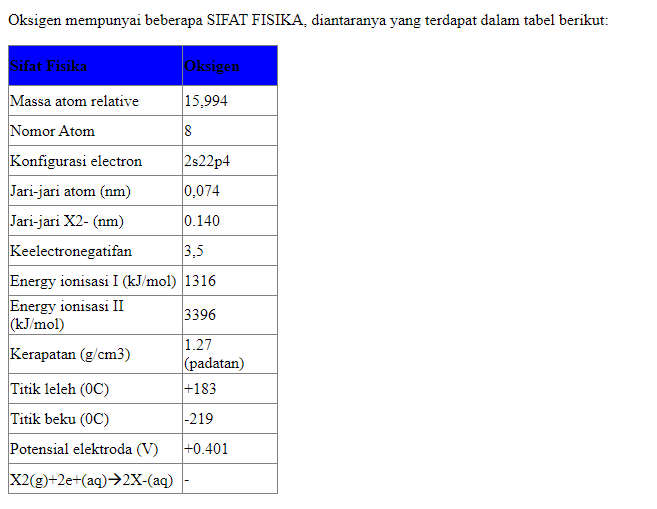 Oksigen mempunyai beberapa SIFAT FISIKA, diantaranya yang terdapat dalam tabel berikut:
Sifat Fisika Oksigen
Massa atom relative 15,994
Nomor Atom 8
Konfigurasi electron 2s22p4
Jari-jari atom (nm) 0,074
Jari-jari X2- (nm) 0.140
Keelectronegatifan 3,5
Energy ionisasi I (kJ/mol) 1316
Energy ionisasi II
(kJ/mol) 3396
Kerapatan (g/cm3) 1.27
(padatan)
Titik leleh (0C) +183
Titik beku (0C) -219
Potensial elektroda (V) +0.401
X2(g)+2e+(aq)→2X-(aq) -